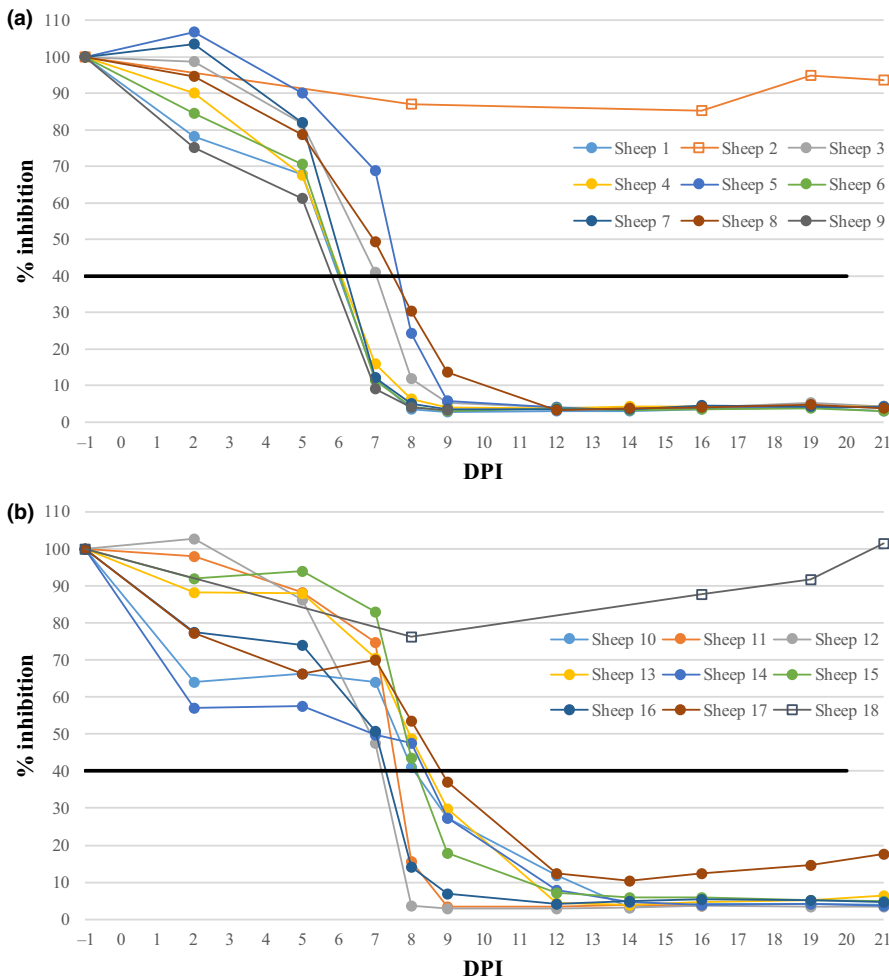 (a)
110
100
90
80
70
60
50
40
30
20
10
0
% inhibition
Sheep 1 Sheep 2 Sheep 3
Sheep 4 Sheep 5 Sheep 6
Sheep 7 Sheep 8 Sheep 9
–1 0 1 2 3 4 5 6 7 8 9 10 11 12 13 14 15 16 17 18 19 20 21
DPI
(b)
110
100
90
80
70
60
50
40
30
20
10
0
% inhibition
Sheep 10 Sheep 11 Sheep 12
Sheep 13 Sheep 14 Sheep 15
Sheep 16 Sheep 17 Sheep 18
–1 0 1 2 3 4 5 6 7 8 9 10 11 12 13 14 15 16 17 18 19 20 21
DPI